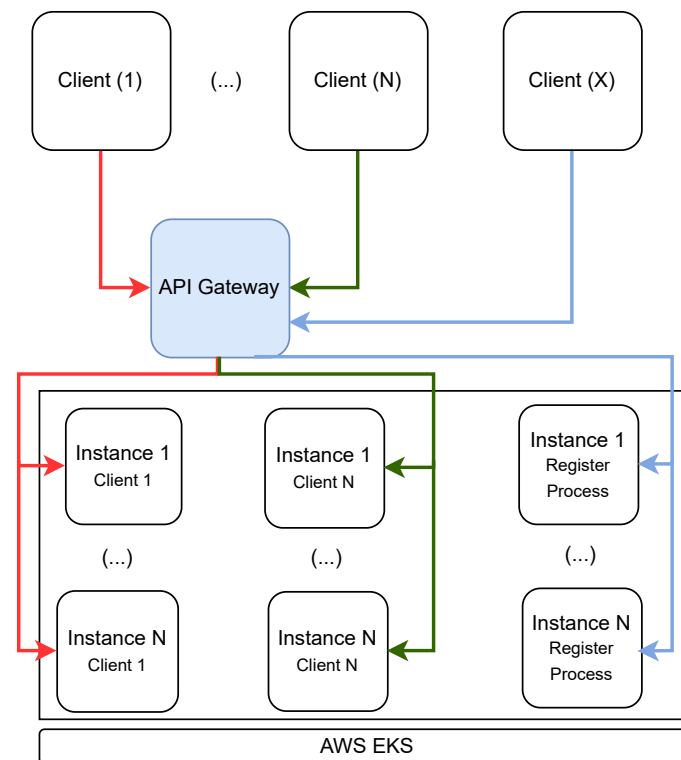 Client (1)
(...)
Client (N)
Client (X)
API Gateway
Instance 1
Client 1
Instance 1
Client N
Instance 1
Register
Process
(...)
(...)
(...)
Instance N
Client 1
Instance N
Client N
Instance N
Register
Process
AWS EKS